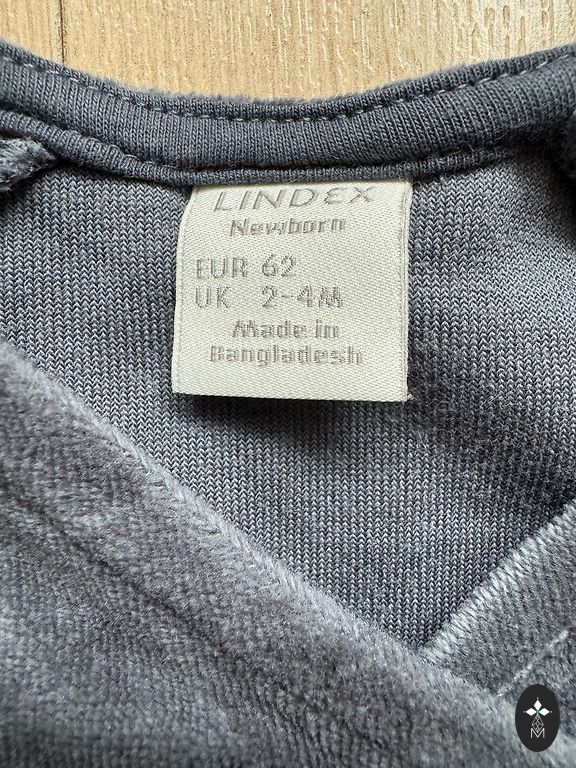 LINDEX
Newborn
EUR 62
UK 2-4M
Made in
Bangladesh
M